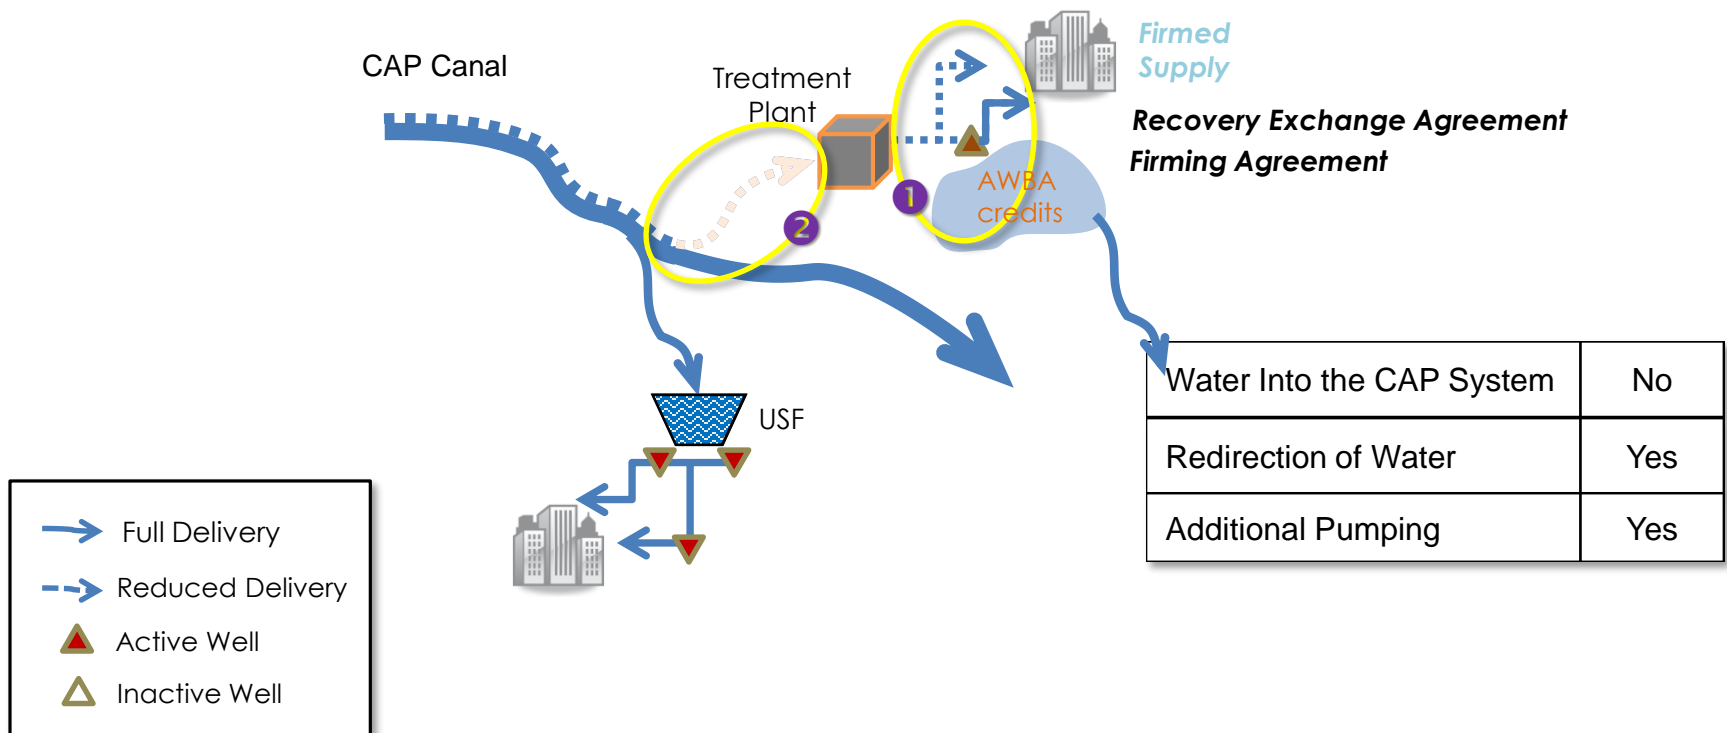 CAP Canal
Treatment
Plant
Firmed
Supply
Recovery Exchange Agreement
Firming Agreement
1
AWBA
credits
2
USF
Water Into the CAP System No
Redirection of Water Yes
Additional Pumping Yes
Full Delivery
Reduced Delivery
Active Well
Inactive Well